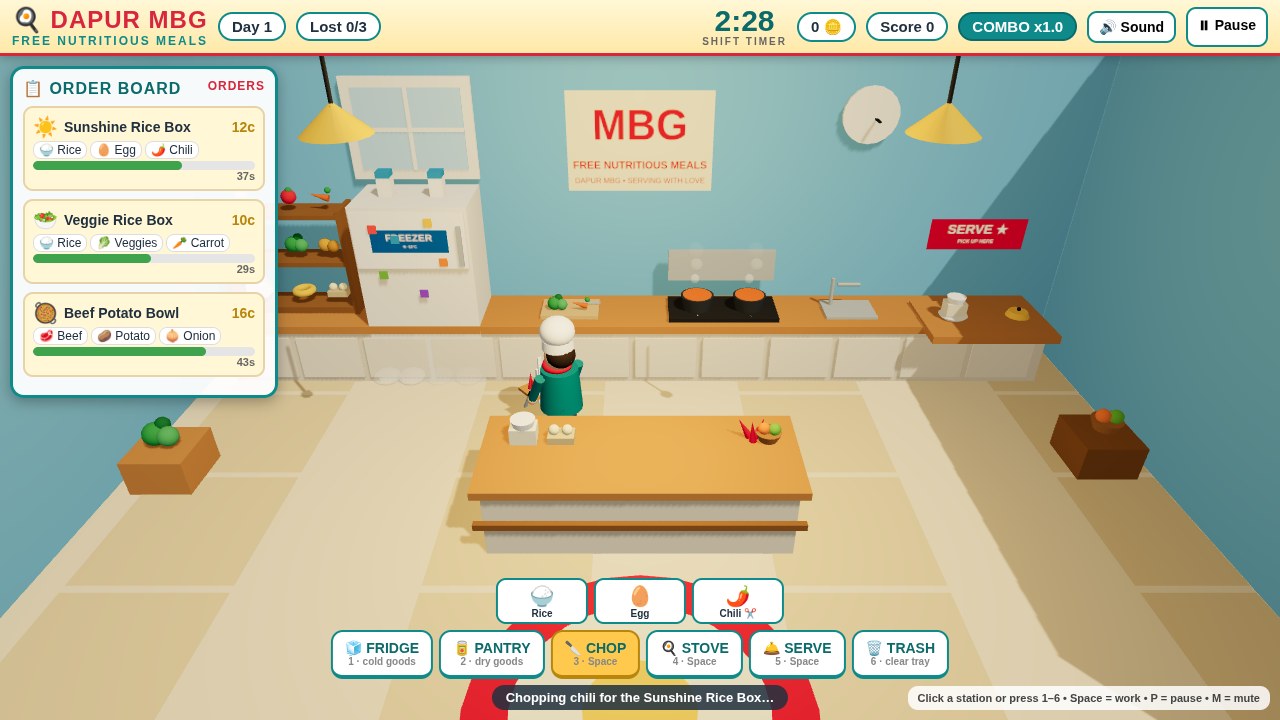 DAPUR MBG
FREE NUTRITIOUS MEALS
Day 1
Lost 0/3
2:28
SHIFT TIMER
0
Score 0
COMBO x1.0
Sound
Pause
ORDER BOARD
ORDERS
Sunshine Rice Box 12c
Rice Egg Chili
37s
Veggie Rice Box 10c
Rice Veggies Carrot
29s
Beef Potato Bowl 16c
Beef Potato Onion
43s
MBG
FREE NUTRITIOUS MEALS
DAPUR MBG • SERVING WITH LOVE
SERVE ★
PICK UP HERE
Rice
Egg
Chili
FRIDGE
1 · cold goods
PANTRY
2 · dry goods
CHOP
3 · Space
STOVE
4 · Space
SERVE
5 · Space
TRASH
6 · clear tray
Chopping chili for the Sunshine Rice Box…
Click a station or press 1–6 • Space = work • P = pause • M = mute